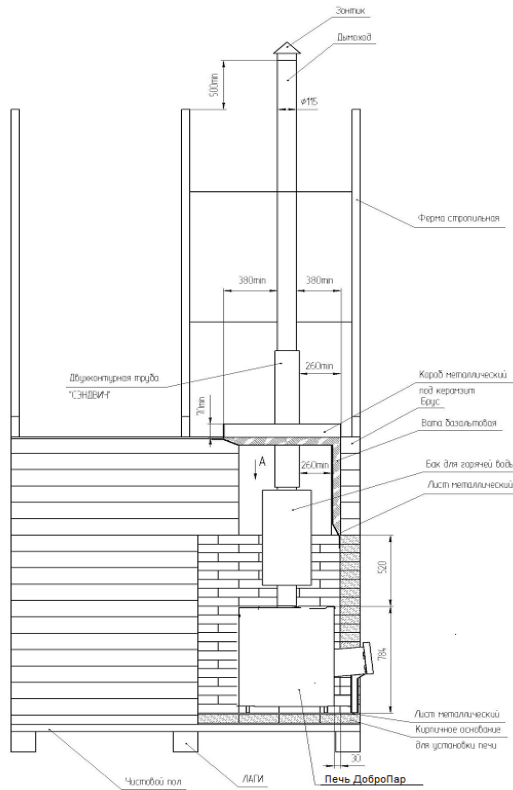 Зонтик
Дымоход
500min
⌀115
Ферма стропильная
380min
380min
260min
Двухконтурная труба
"СЭНДВИЧ"
Короб металлический
под керамзит
Брус
70min
Вата базальтовая
А
260min
Бак для горячей воды
Лист металлический
520
784
Лист металлический
Кирпичное основание
для установки печи
30
Чистовой пол
ЛАГИ
Печь ДоброПар